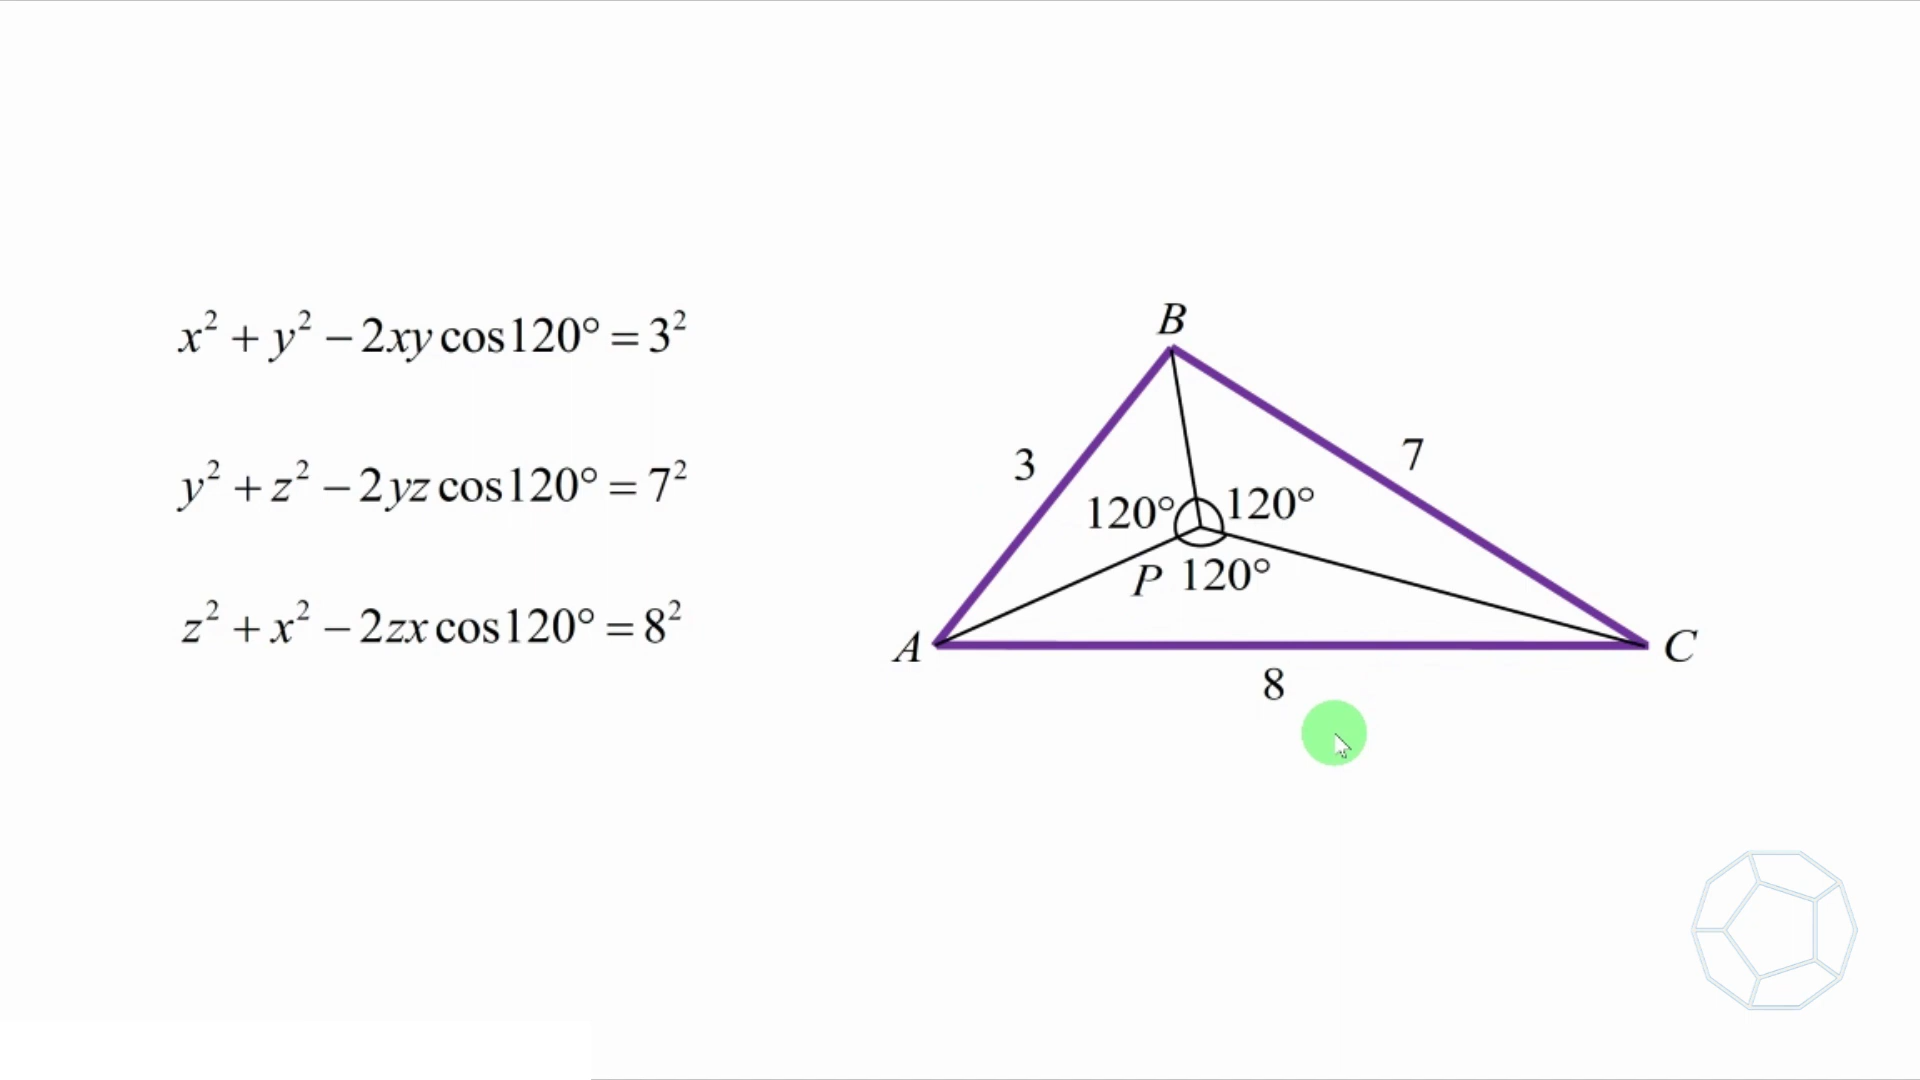 x² + y² − 2xy cos120° = 3²
y² + z² − 2yz cos120° = 7²
z² + x² − 2zx cos120° = 8²
B
3
7
120°
120°
P
120°
A
C
8